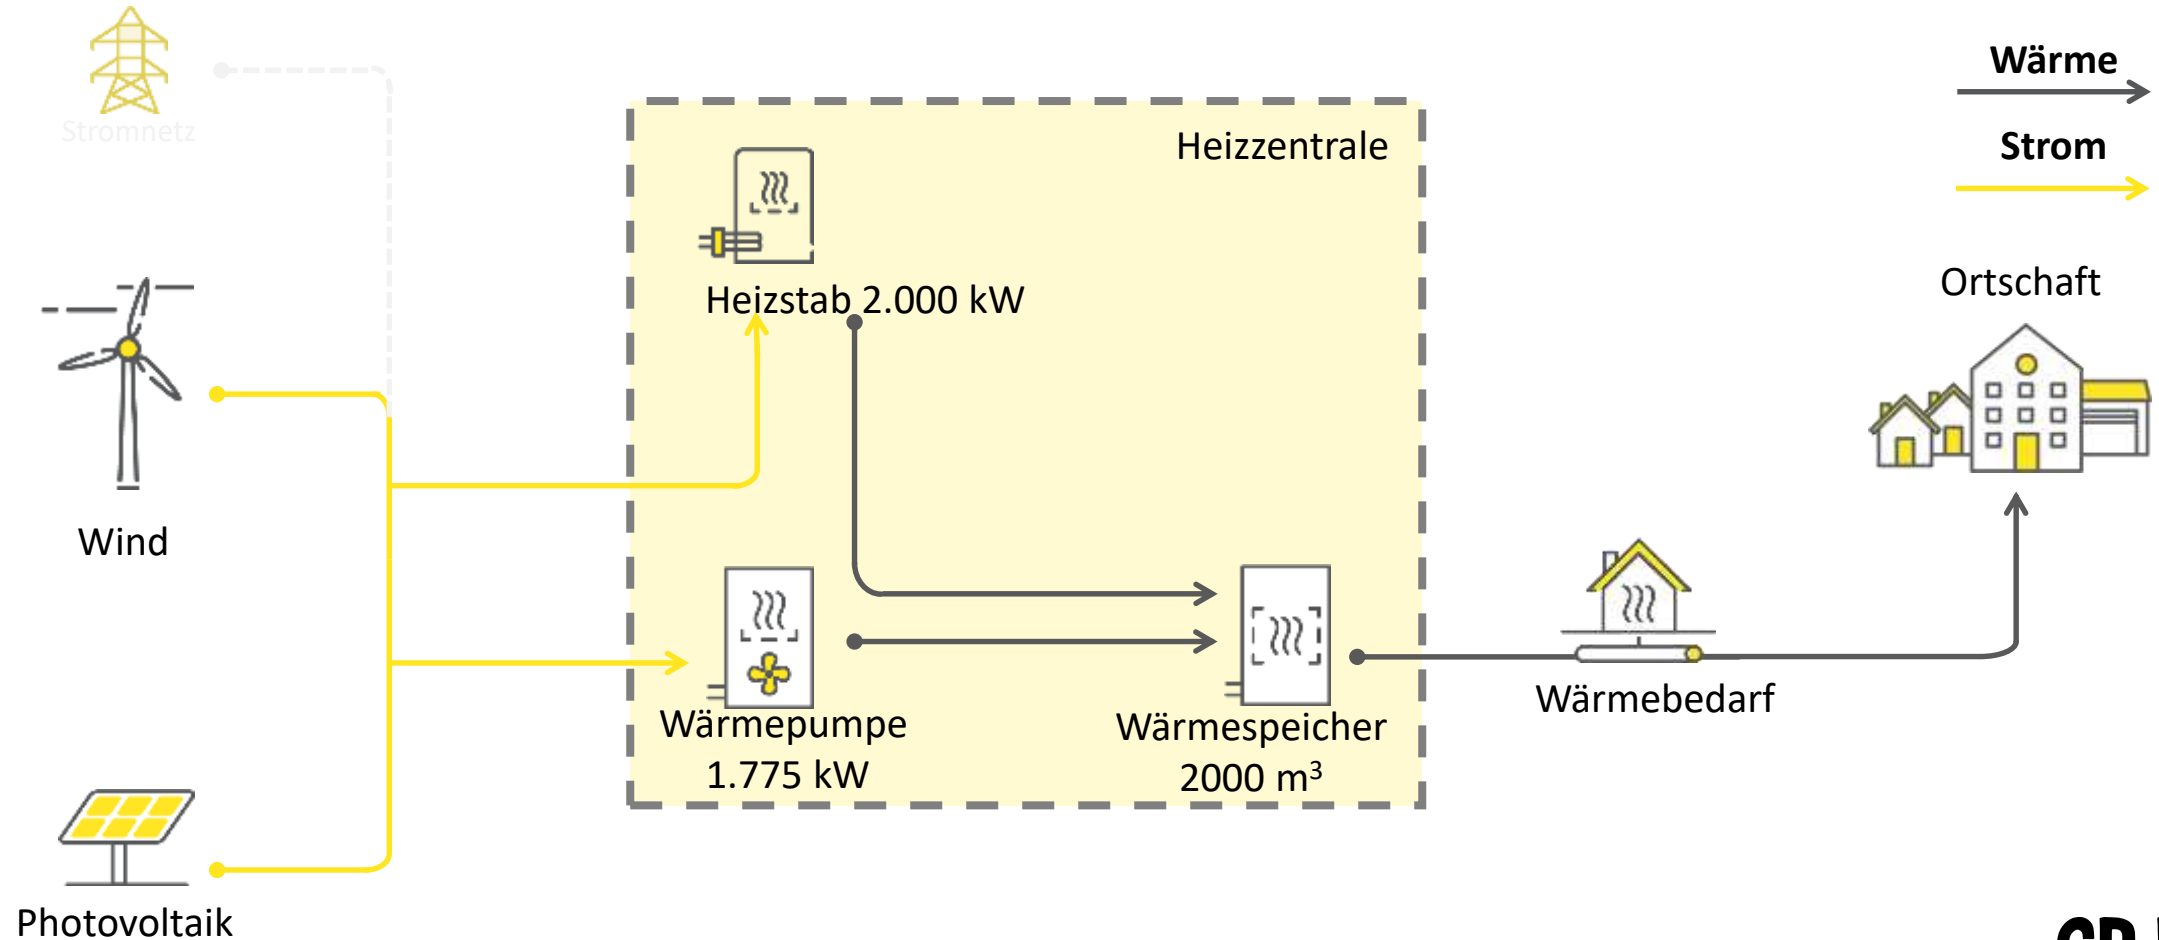 Stromnetz
Wärme
Strom
Heizzentrale
Heizstab 2.000 kW
Ortschaft
Wind
Wärmepumpe
1.775 kW
Wärmespeicher
2000 m³
Wärmebedarf
Photovoltaik